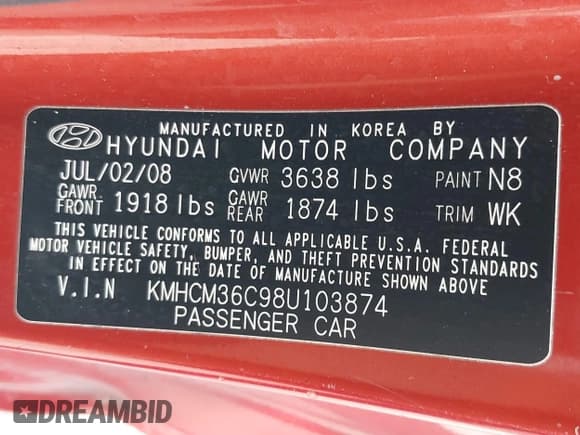 MANUFACTURED IN KOREA BY
HYUNDAI MOTOR COMPANY
JUL/02/08 GVWR 3638 lbs PAINT N8
GAWR FRONT 1918 lbs GAWR REAR 1874 lbs TRIM WK
THIS VEHICLE CONFORMS TO ALL APPLICABLE U.S.A. FEDERAL
MOTOR VEHICLE SAFETY, BUMPER, AND THEFT PREVENTION STANDARDS
IN EFFECT ON THE DATE OF MANUFACTURE SHOWN ABOVE
V.I.N KMHCM36C98U103874
PASSENGER CAR
DREAMBID